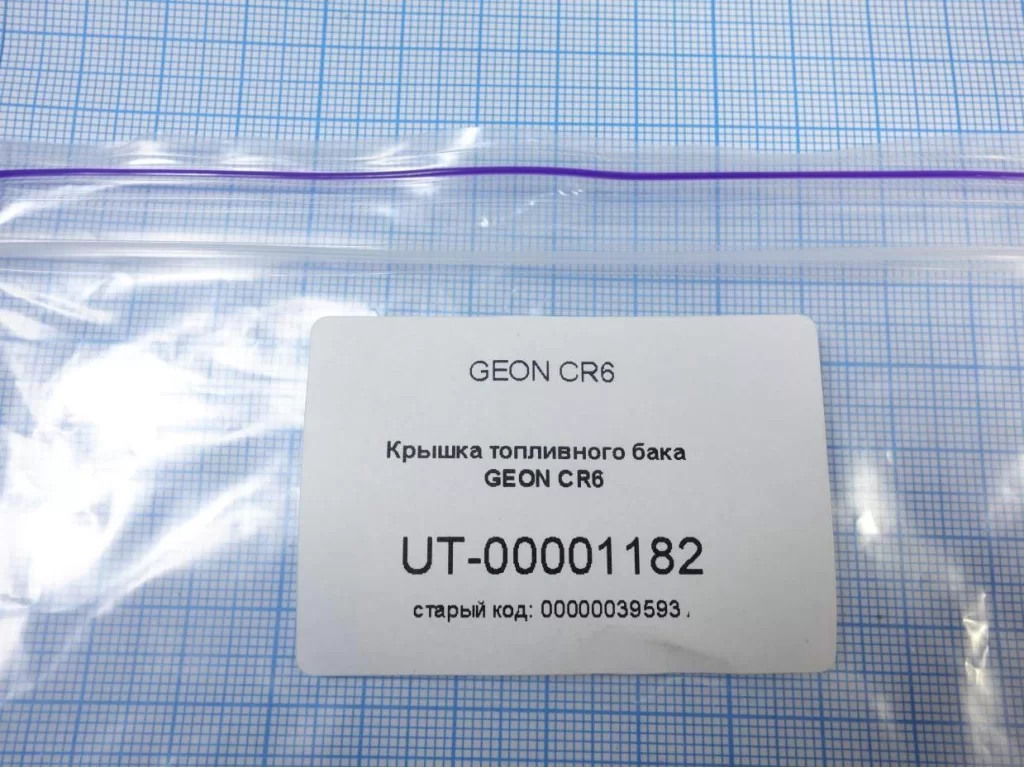 GEON CR6
Крышка топливного бака
GEON CR6
UT-00001182
старый код: 00000039593